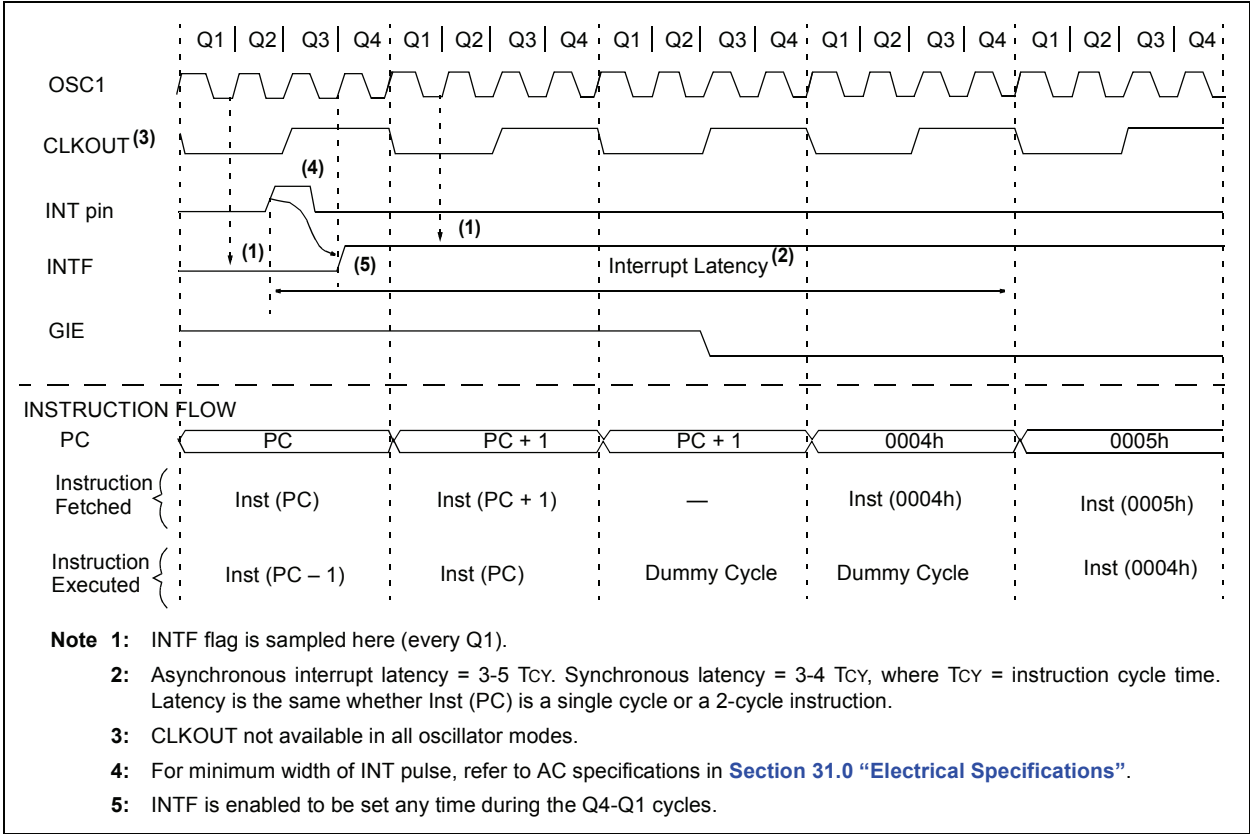 Q1 Q2 Q3 Q4 Q1 Q2 Q3 Q4 Q1 Q2 Q3 Q4 Q1 Q2 Q3 Q4 Q1 Q2 Q3 Q4
OSC1
CLKOUT (3)
(4)
INT pin
(1)
(1)
INTF
(5)
Interrupt Latency (2)
GIE
INSTRUCTION FLOW
PC PC PC + 1 PC + 1 0004h 0005h
Instruction Fetched Inst (PC) Inst (PC + 1) — Inst (0004h) Inst (0005h)
Instruction Executed Inst (PC – 1) Inst (PC) Dummy Cycle Dummy Cycle Inst (0004h)
Note 1: INTF flag is sampled here (every Q1).
2: Asynchronous interrupt latency = 3-5 TCY. Synchronous latency = 3-4 TCY, where TCY = instruction cycle time.
Latency is the same whether Inst (PC) is a single cycle or a 2-cycle instruction.
3: CLKOUT not available in all oscillator modes.
4: For minimum width of INT pulse, refer to AC specifications in Section 31.0 “Electrical Specifications”.
5: INTF is enabled to be set any time during the Q4-Q1 cycles.